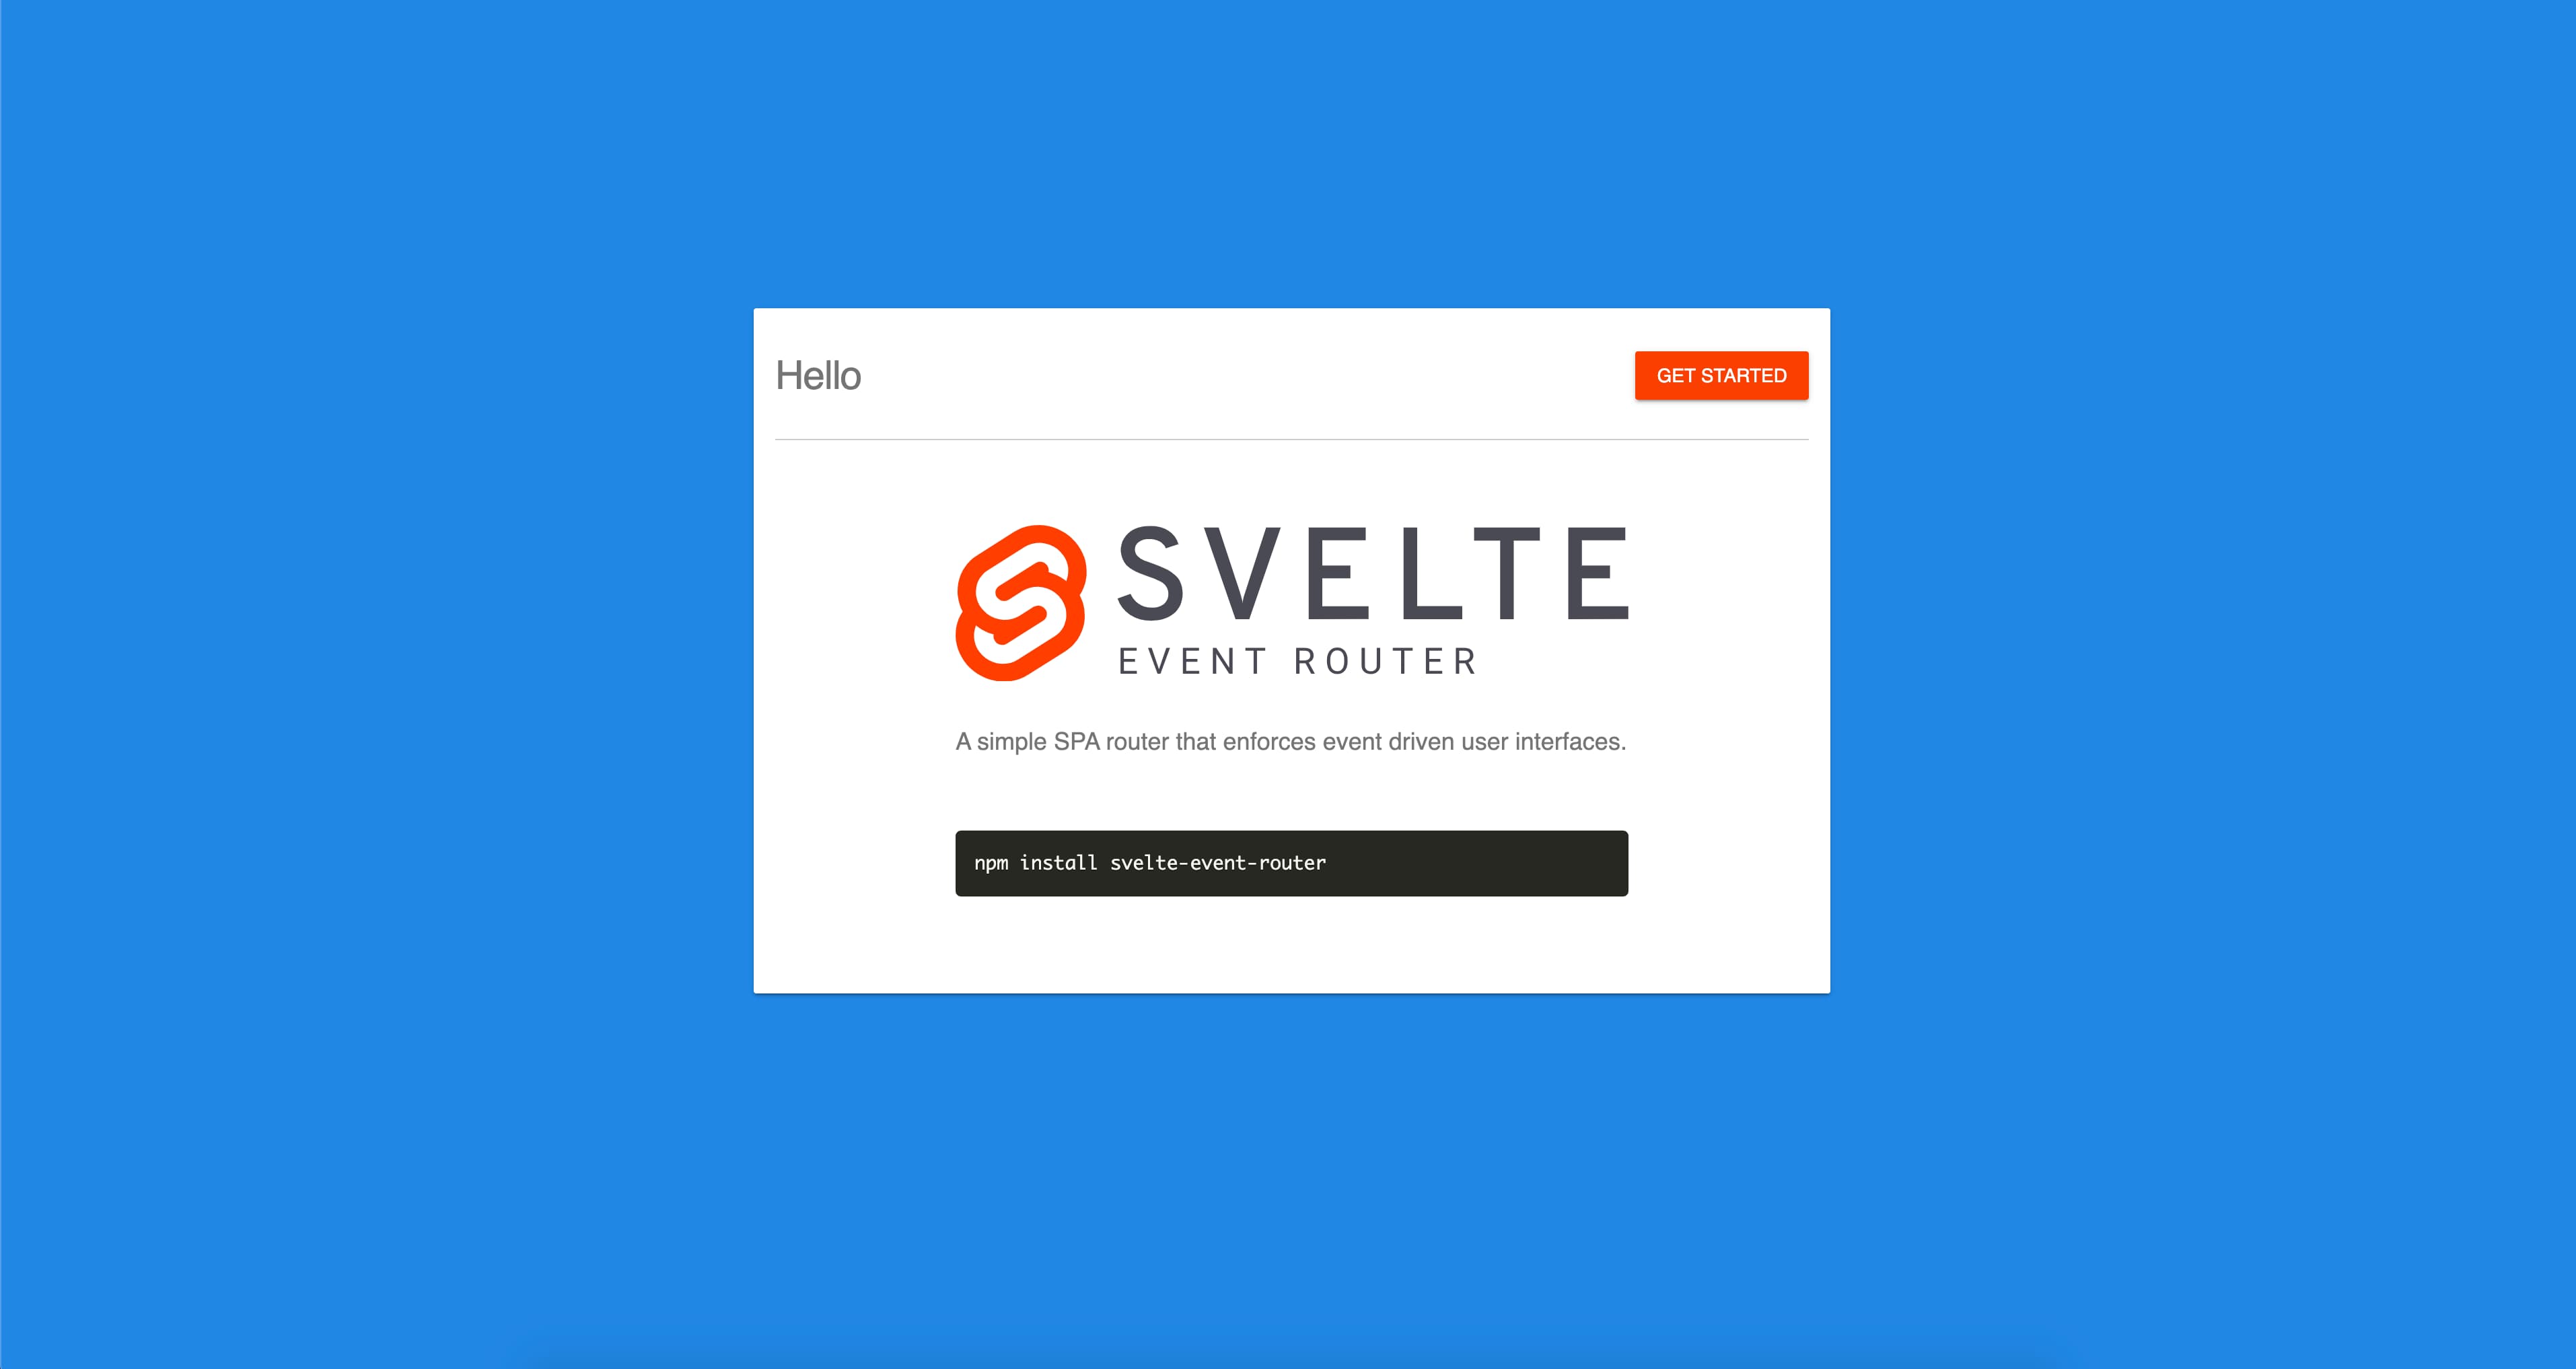 Hello
GET STARTED
SVELTE
EVENT ROUTER
A simple SPA router that enforces event driven user interfaces.
npm install svelte-event-router